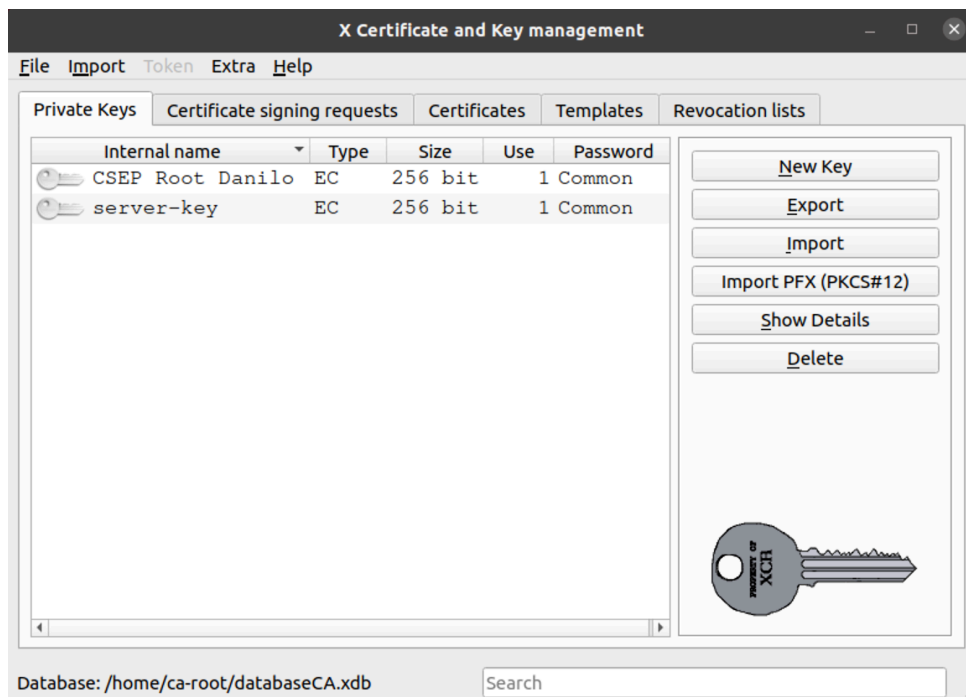 X Certificate and Key management
File Import Token Extra Help
Private Keys Certificate signing requests Certificates Templates Revocation lists
Internal name Type Size Use Password
CSEP Root Danilo EC 256 bit 1 Common
server-key EC 256 bit 1 Common
New Key
Export
Import
Import PFX (PKCS#12)
Show Details
Delete
PROPERTY OF
XCA
Database: /home/ca-root/databaseCA.xdb
Search